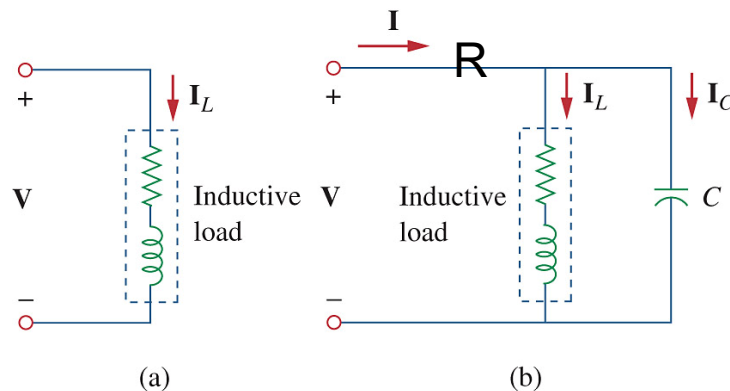 I
R
I_L
I_L
I_C
+
+
V
Inductive
load
V
Inductive
load
C
−
−
(a)
(b)